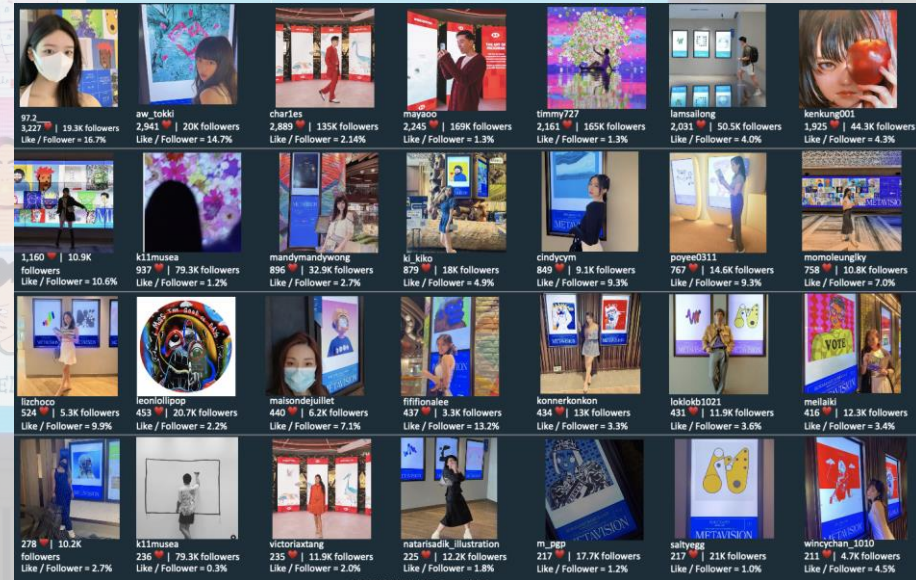 97.2___
3,227 ❤ | 19.3K followers
Like / Follower = 16.7%
aw_tokki
2,941 ❤ | 20K followers
Like / Follower = 14.7%
char1es
2,889 ❤ | 135K followers
Like / Follower = 2.14%
mayaoo
2,245 ❤ | 169K followers
Like / Follower = 1.3%
timmy727
2,161 ❤ | 165K followers
Like / Follower = 1.3%
lamsailong
2,031 ❤ | 50.5K followers
Like / Follower = 4.0%
kenkung001
1,925 ❤ | 44.3K followers
Like / Follower = 4.3%
1,160 ❤ | 10.9K
followers
Like / Follower = 10.6%
k11musea
937 ❤ | 79.3K followers
Like / Follower = 1.2%
mandymandywong
896 ❤ | 32.9K followers
Like / Follower = 2.7%
ki_kiko
879 ❤ | 18K followers
Like / Follower = 4.9%
cindycym
849 ❤ | 9.1K followers
Like / Follower = 9.3%
poyee0311
767 ❤ | 14.6K followers
Like / Follower = 9.3%
METAVISION
momoleunglky
758 ❤ | 10.8K followers
Like / Follower = 7.0%
lizchoco
524 ❤ | 5.3K followers
Like / Follower = 9.9%
leonlollipop
453 ❤ | 20.7K followers
Like / Follower = 2.2%
maisondejuillet
440 ❤ | 6.2K followers
Like / Follower = 7.1%
fififionalee
437 ❤ | 3.3K followers
Like / Follower = 13.2%
konnerkonkon
434 ❤ | 13K followers
Like / Follower = 3.3%
loklokb1021
431 ❤ | 11.9K followers
Like / Follower = 3.6%
VOTE
METAVISION
meilaiki
416 ❤ | 12.3K followers
Like / Follower = 3.4%
278 ❤ | 10.2K
followers
Like / Follower = 2.7%
k11musea
236 ❤ | 79.3K followers
Like / Follower = 0.3%
victoriaxtang
235 ❤ | 11.9K followers
Like / Follower = 2.0%
natarisadik_illustration
225 ❤ | 12.2K followers
Like / Follower = 1.8%
METAVISION
m_pgp
217 ❤ | 17.7K followers
Like / Follower = 1.2%
METAVISION
saltyegg
217 ❤ | 21K followers
Like / Follower = 1.0%
METAVISION
wincychan_1010
211 ❤ | 4.7K followers
Like / Follower = 4.5%